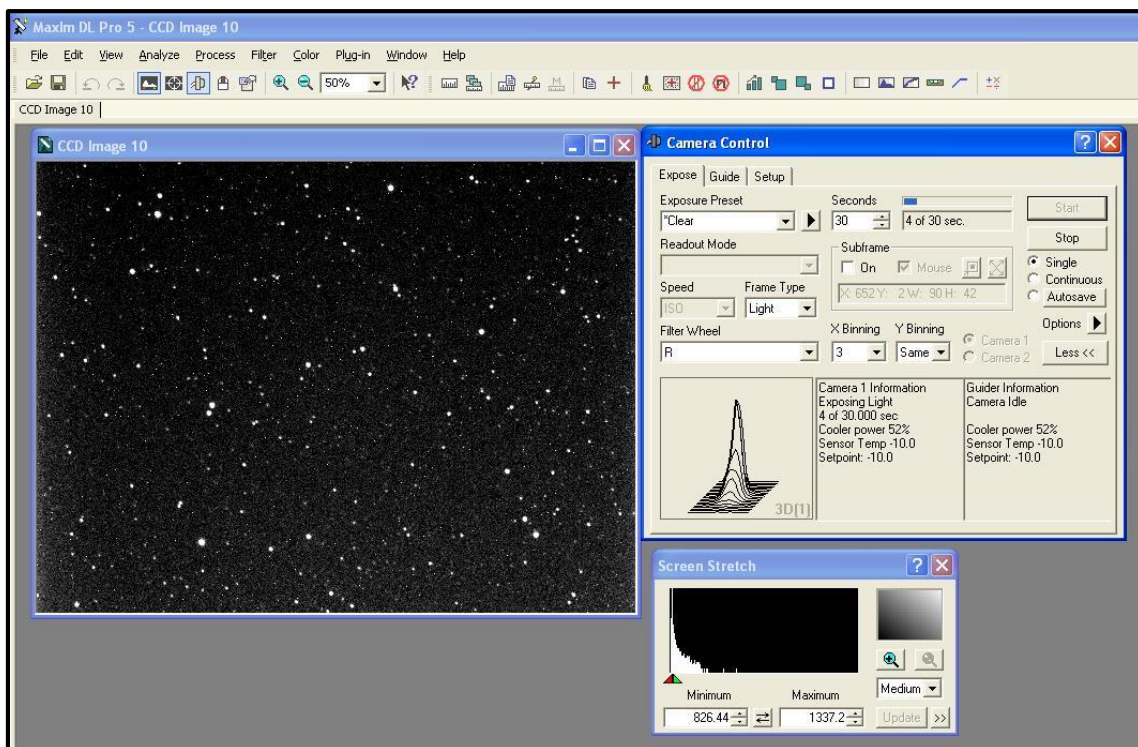 MaxIm DL Pro 5 - CCD Image 10
File Edit View Analyze Process Filter Color Plug-in Window Help
50%
CCD Image 10
CCD Image 10
Camera Control
Expose Guide Setup
Exposure Preset
*Clear
Seconds
30
4 of 30 sec.
Start
Stop
Readout Mode
Subframe
On
Mouse
X: 652 Y: 2 W: 90 H: 42
Single
Continuous
Autosave
Speed
ISO
Frame Type
Light
Options
Filter Wheel
R
X Binning
3
Y Binning
Same
Camera 1
Camera 2
Less <<
3D[1]
Camera 1 Information
Exposing Light
4 of 30.000 sec
Cooler power 52%
Sensor Temp -10.0
Setpoint: -10.0
Guider Information
Camera Idle
Cooler power 52%
Sensor Temp -10.0
Setpoint: -10.0
Screen Stretch
Medium
Minimum
Maximum
826.44
1337.2
Update
>>